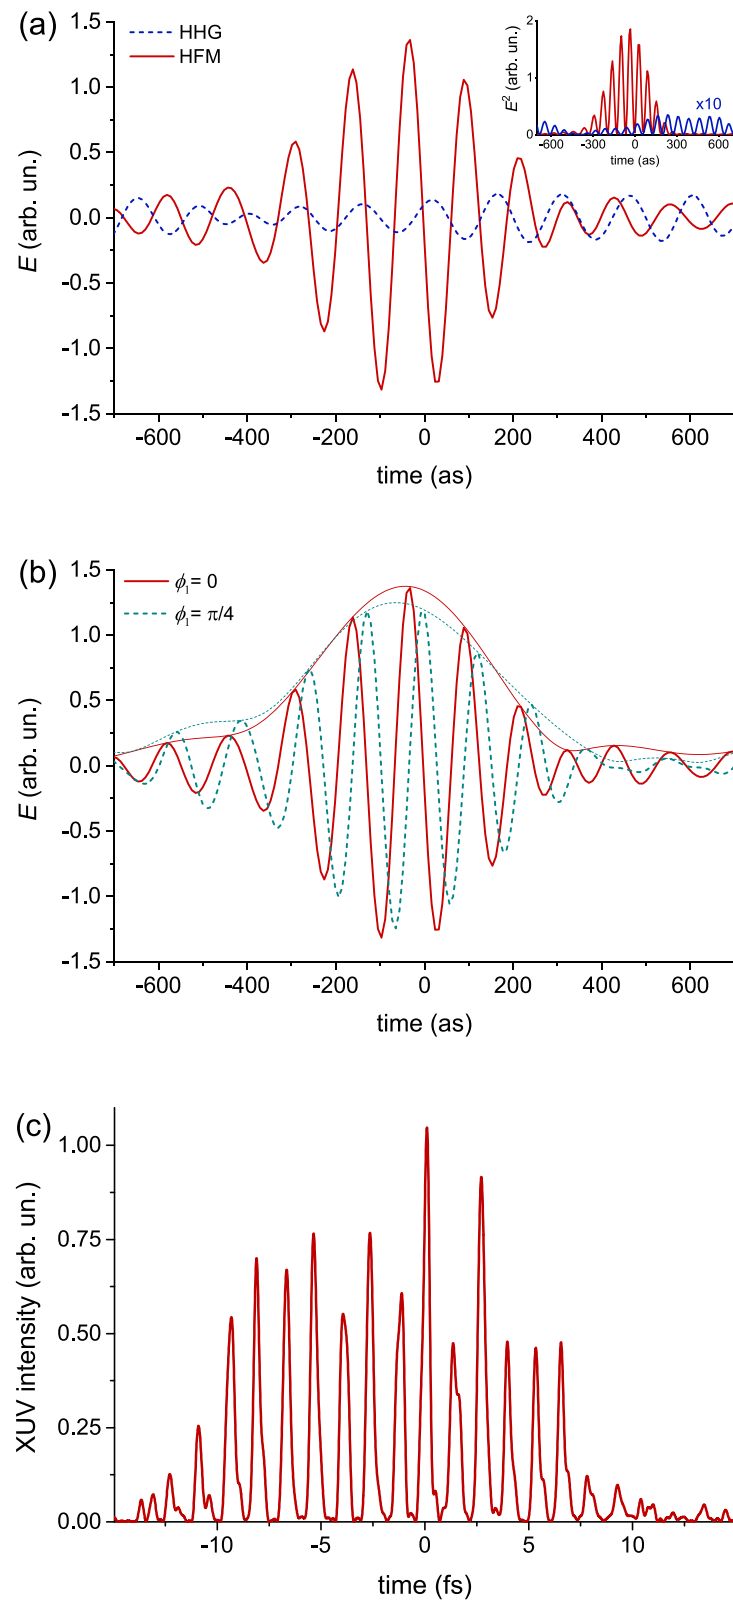 (a)
HHG
HFM
1.5
1.0
0.5
0.0
-0.5
-1.0
-1.5
E (arb. un.)
-600 -400 -200 0 200 400 600
time (as)
2
1
0
E² (arb. un.)
x10
-600 -300 0 300 600
time (as)
(b)
ϕ₁= 0
ϕ₁= π/4
1.5
1.0
0.5
0.0
-0.5
-1.0
-1.5
E (arb. un.)
-600 -400 -200 0 200 400 600
time (as)
(c)
1.00
0.75
0.50
0.25
0.00
XUV intensity (arb. un.)
-10 -5 0 5 10
time (fs)